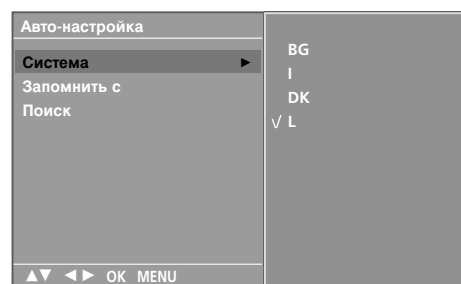 Авто-настройка
Система ►
Запомнить с
Поиск
BG
I
DK
√ L
▲▼ ◄► OK MENU